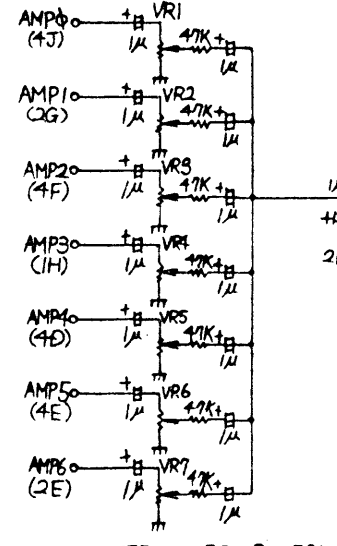 VR1
AMPØ + 47K +
(4J) 1μ 1μ
AMP1 + VR2 47K +
(2G) 1μ 1μ
AMP2 + VR3 47K +
(4F) 1μ 1μ
AMP3 + VR4 47K +
(1H) 1μ 1μ
AMP4 + VR5 47K +
(4D) 1μ 1μ
AMP5 + VR6 47K +
(4E) 1μ 1μ
AMP6 + VR7 47K +
(2E) 1μ 1μ